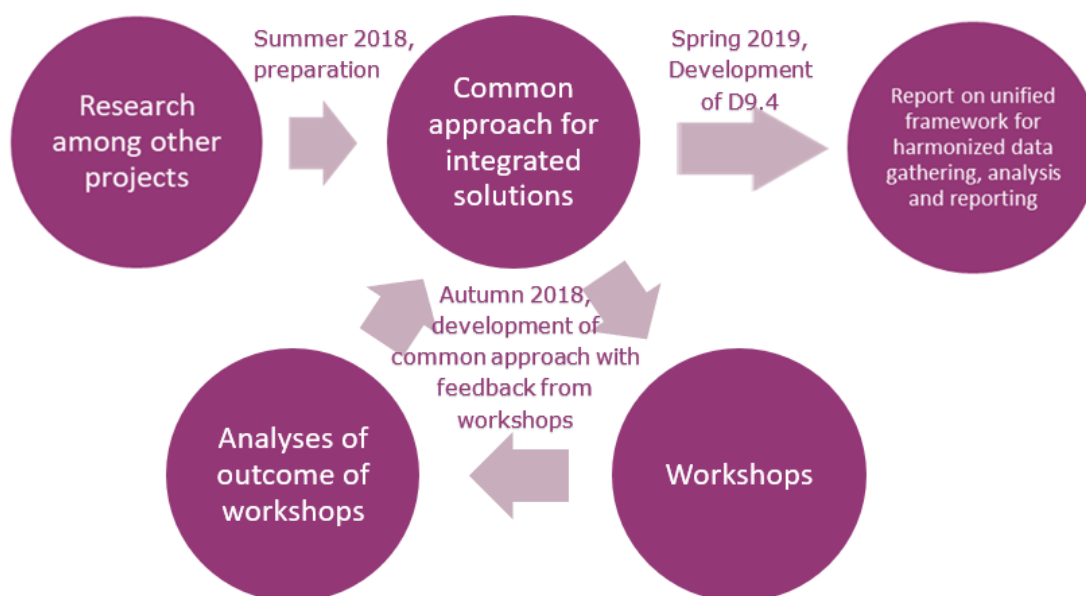 Summer 2018,
preparation
Spring 2019,
Development
of D9.4
Research
among other
projects
Common
approach for
integrated
solutions
Report on unified
framework for
harmonized data
gathering, analysis
and reporting
Autumn 2018,
development of
common approach with
feedback from
workshops
Analyses of
outcome of
workshops
Workshops